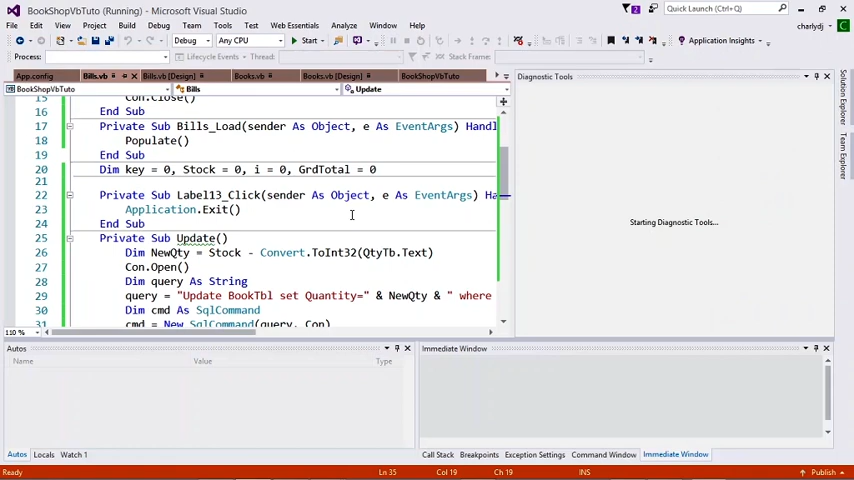 BookShopVbTuto (Running) - Microsoft Visual Studio
2
Quick Launch (Ctrl+Q)
File Edit View Project Build Debug Team Tools Test Web Essentials Analyze Window Help
charlydj
Debug Any CPU Start Application Insights
Process: Lifecycle Events Thread: Stack Frame:
App.config Bills.vb Bills.vb [Design] Books.vb Books.vb [Design] BookShopVbTuto
Diagnostic Tools
BookShopVbTuto Bills Update
15 Con.Close()
16 End Sub
17 Private Sub Bills_Load(sender As Object, e As EventArgs) Handl
18 Populate()
19 End Sub
20 Dim key = 0, Stock = 0, i = 0, GrdTotal = 0
21
22 Private Sub Label13_Click(sender As Object, e As EventArgs) Ha
23 Application.Exit()
24 End Sub
25 Private Sub Update()
26 Dim NewQty = Stock - Convert.ToInt32(QtyTb.Text)
27 Con.Open()
28 Dim query As String
29 query = "Update BookTbl set Quantity=" & NewQty & " where
30 Dim cmd As SqlCommand
31 cmd = New SqlCommand(query, Con)
110 %
Starting Diagnostic Tools...
Solution Explorer
Team Explorer
Autos
Name Value Type
Immediate Window
Autos Locals Watch 1
Call Stack Breakpoints Exception Settings Command Window Immediate Window
Ready Ln 35 Col 19 Ch 19 INS Publish